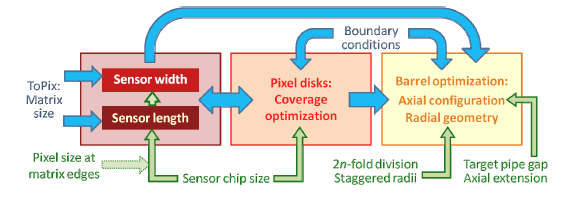 Boundary
conditions
ToPix:
Matrix
size
Sensor width
Sensor length
Pixel disks:
Coverage
optimization
Barrel optimization:
Axial configuration
Radial geometry
Pixel size at
matrix edges
Sensor chip size
2n-fold division
Staggered radii
Target pipe gap
Axial extension